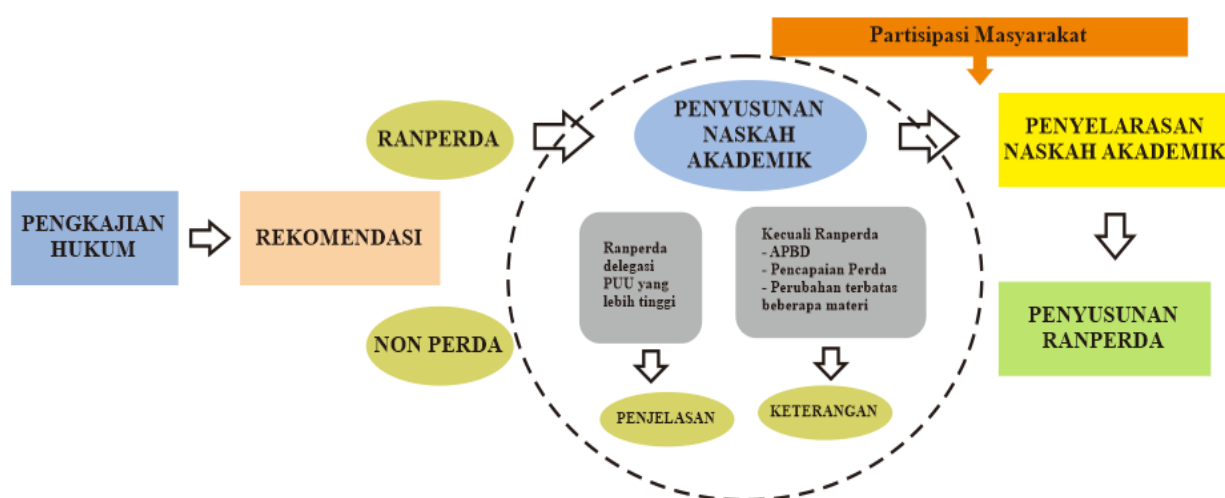 Partisipasi Masyarakat
RANPERDA
PENYUSUNAN
NASKAH
AKADEMIK
PENYELARASAN
NASKAH AKADEMIK
PENGKAJIAN
HUKUM
REKOMENDASI
NON PERDA
Ranperda
delegasi
PUU yang
lebih tinggi
Kecuali Ranperda
- APBD
- Pencapaian Perda
- Perubahan terbatas
beberapa materi
PENYUSUNAN
RANPERDA
PENJELASAN
KETERANGAN